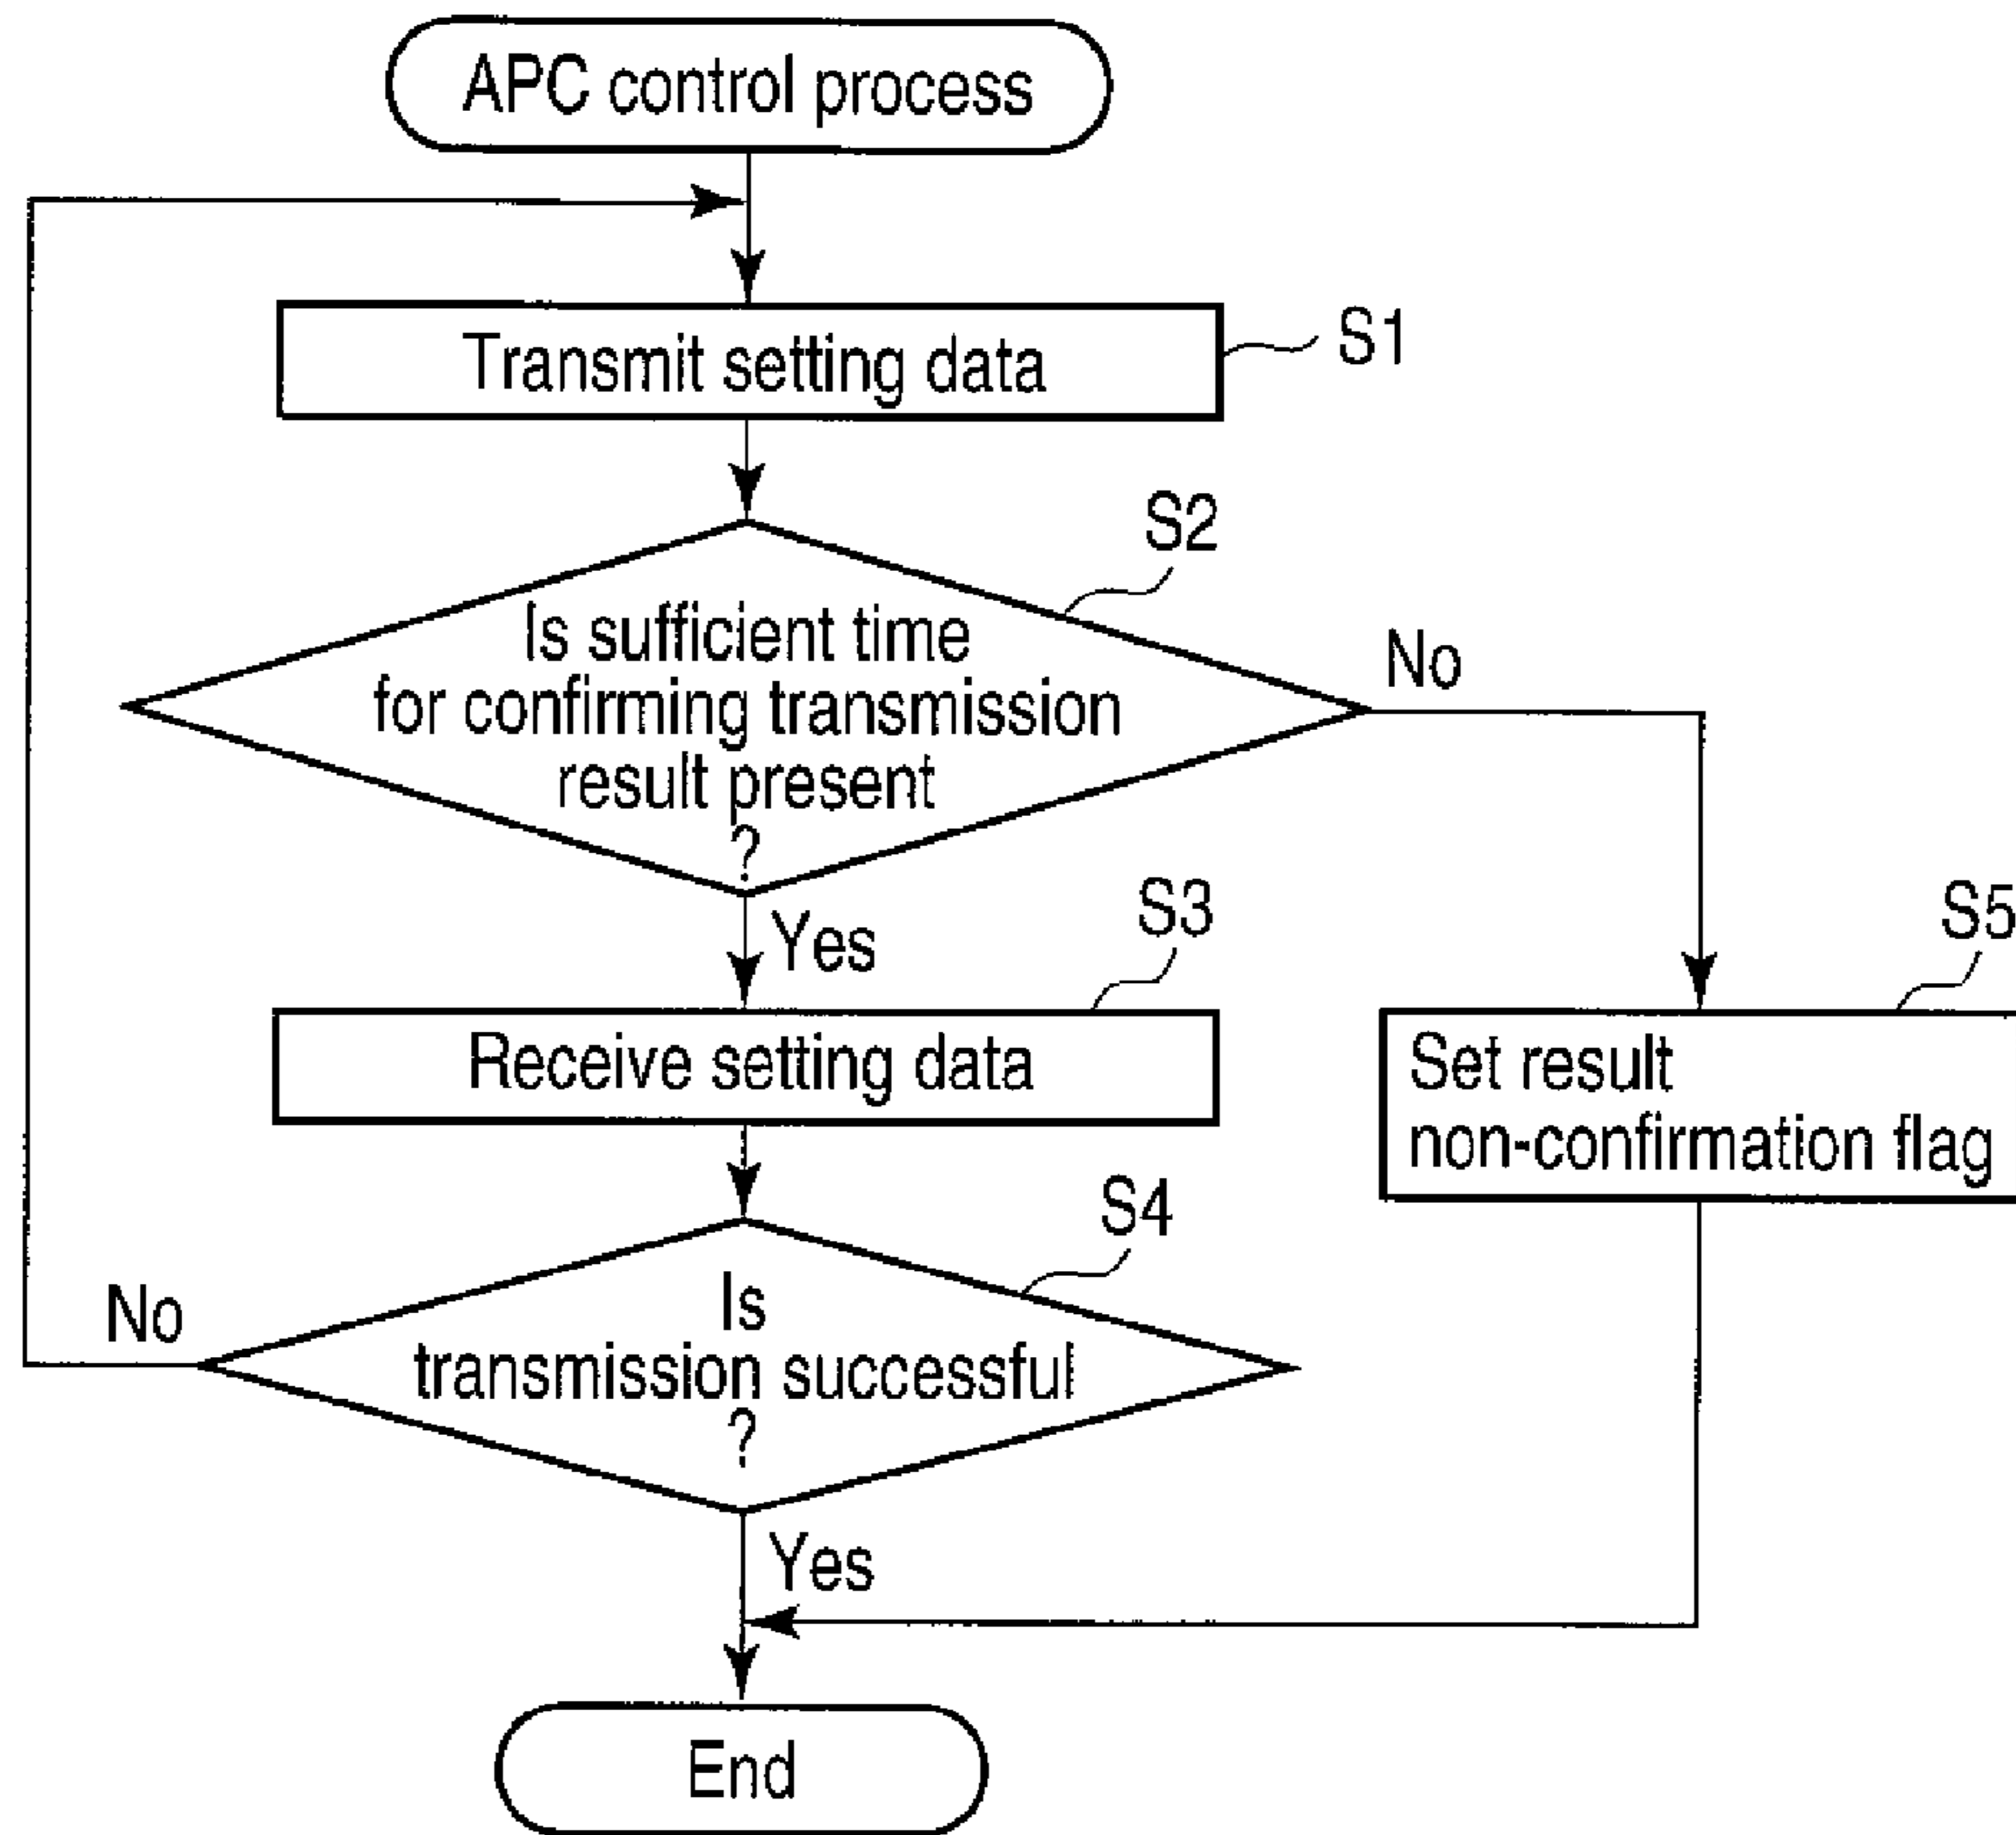 APC control process
Transmit setting data
S1
S2
Is sufficient time
for confirming transmission
result present
?
No
Yes
S3
Receive setting data
S5
Set result
non-confirmation flag
S4
Is
transmission successful
?
No
Yes
End